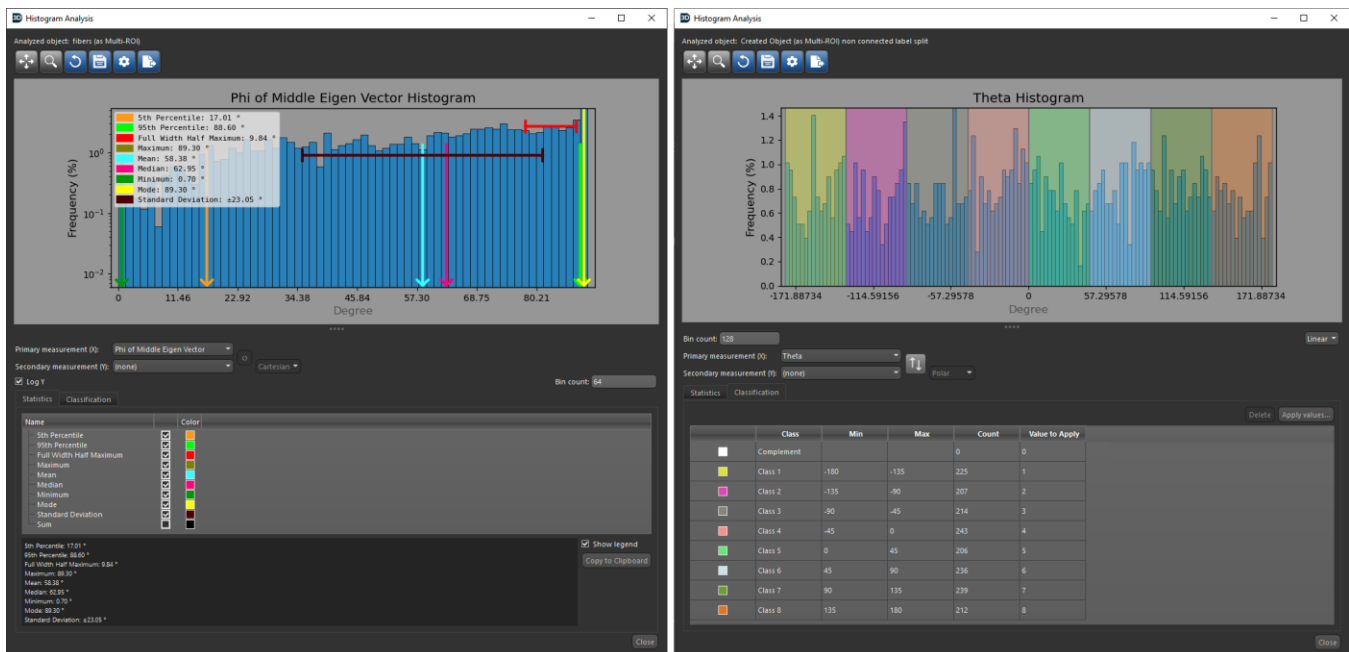 Histogram Analysis
Analyzed object: fibers (as Multi-ROI)
Phi of Middle Eigen Vector Histogram
5th Percentile: 17.01 °
95th Percentile: 88.60 °
Full Width Half Maximum: 9.84 °
Maximum: 89.30 °
Mean: 58.38 °
Median: 62.95 °
Minimum: 0.70 °
Mode: 89.30 °
Standard Deviation: ±23.05 °
Frequency (%)
10⁰
10⁻¹
10⁻²
0 11.46 22.92 34.38 45.84 57.30 68.75 80.21
Degree
Primary measurement (X): Phi of Middle Eigen Vector
Secondary measurement (Y): (none) Cartesian
Log Y Bin count: 64
Statistics Classification
Name Color
5th Percentile
95th Percentile
Full Width Half Maximum
Maximum
Mean
Median
Minimum
Mode
Standard Deviation
Sum
5th Percentile: 17.01 °
95th Percentile: 88.60 °
Full Width Half Maximum: 9.84 °
Maximum: 89.30 °
Mean: 58.38 °
Median: 62.95 °
Minimum: 0.70 °
Mode: 89.30 °
Standard Deviation: ±23.05 °
Show legend
Copy to Clipboard
Close
Histogram Analysis
Analyzed object: Created Object (as Multi-ROI) non connected label split
Theta Histogram
Frequency (%)
1.4
1.2
1.0
0.8
0.6
0.4
0.2
0.0
-171.88734 -114.59156 -57.29578 0 57.29578 114.59156 171.88734
Degree
Bin count: 128 Linear
Primary measurement (X): Theta
Secondary measurement (Y): (none) Polar
Statistics Classification
Delete Apply values...
Class Min Max Count Value to Apply
Complement 0 0
Class 1 -180 -135 225 1
Class 2 -135 -90 207 2
Class 3 -90 -45 214 3
Class 4 -45 0 243 4
Class 5 0 45 206 5
Class 6 45 90 236 6
Class 7 90 135 239 7
Class 8 135 180 212 8
Close